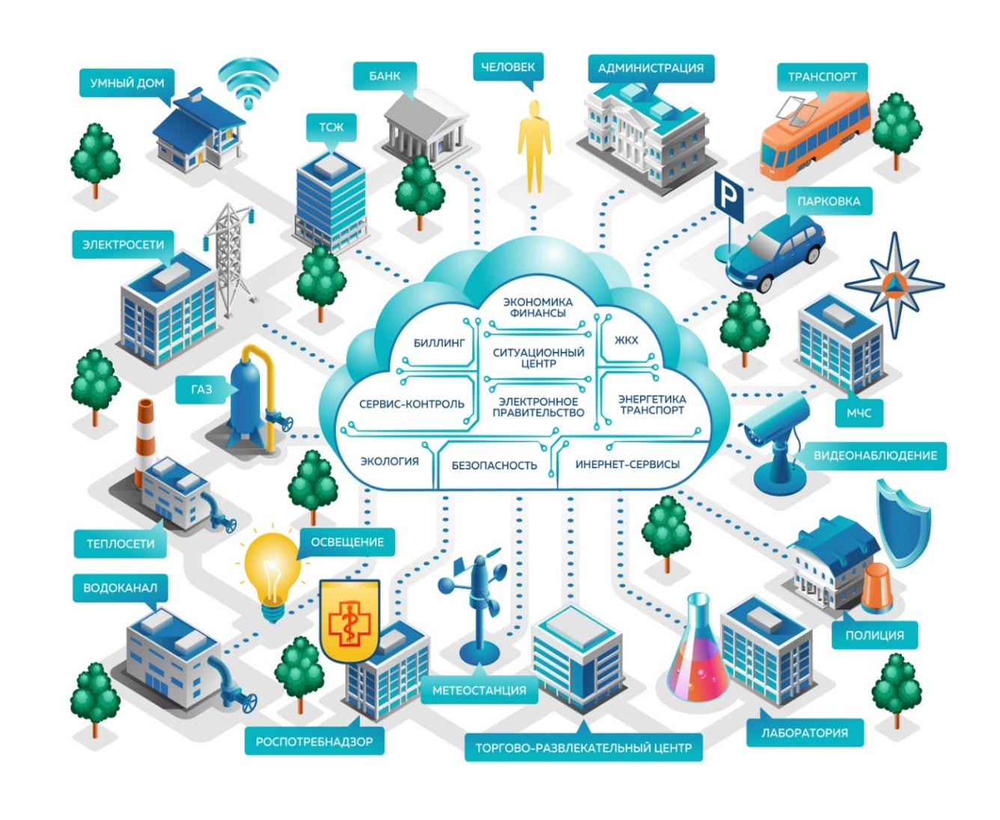 УМНЫЙ ДОМ
БАНК
ЧЕЛОВЕК
АДМИНИСТРАЦИЯ
ТРАНСПОРТ
ТСЖ
P
ПАРКОВКА
ЭЛЕКТРОСЕТИ
ЭКОНОМИКА
ФИНАНСЫ
БИЛЛИНГ
ЖКХ
СИТУАЦИОННЫЙ
ЦЕНТР
ГАЗ
СЕРВИС-КОНТРОЛЬ
ЭЛЕКТРОННОЕ
ПРАВИТЕЛЬСТВО
ЭНЕРГЕТИКА
ТРАНСПОРТ
МЧС
ЭКОЛОГИЯ
БЕЗОПАСНОСТЬ
ИНЕРНЕТ-СЕРВИСЫ
ВИДЕОНАБЛЮДЕНИЕ
ТЕПЛОСЕТИ
ОСВЕЩЕНИЕ
ВОДОКАНАЛ
ПОЛИЦИЯ
МЕТЕОСТАНЦИЯ
РОСПОТРЕБНАДЗОР
ТОРГОВО-РАЗВЛЕКАТЕЛЬНЫЙ ЦЕНТР
ЛАБОРАТОРИЯ